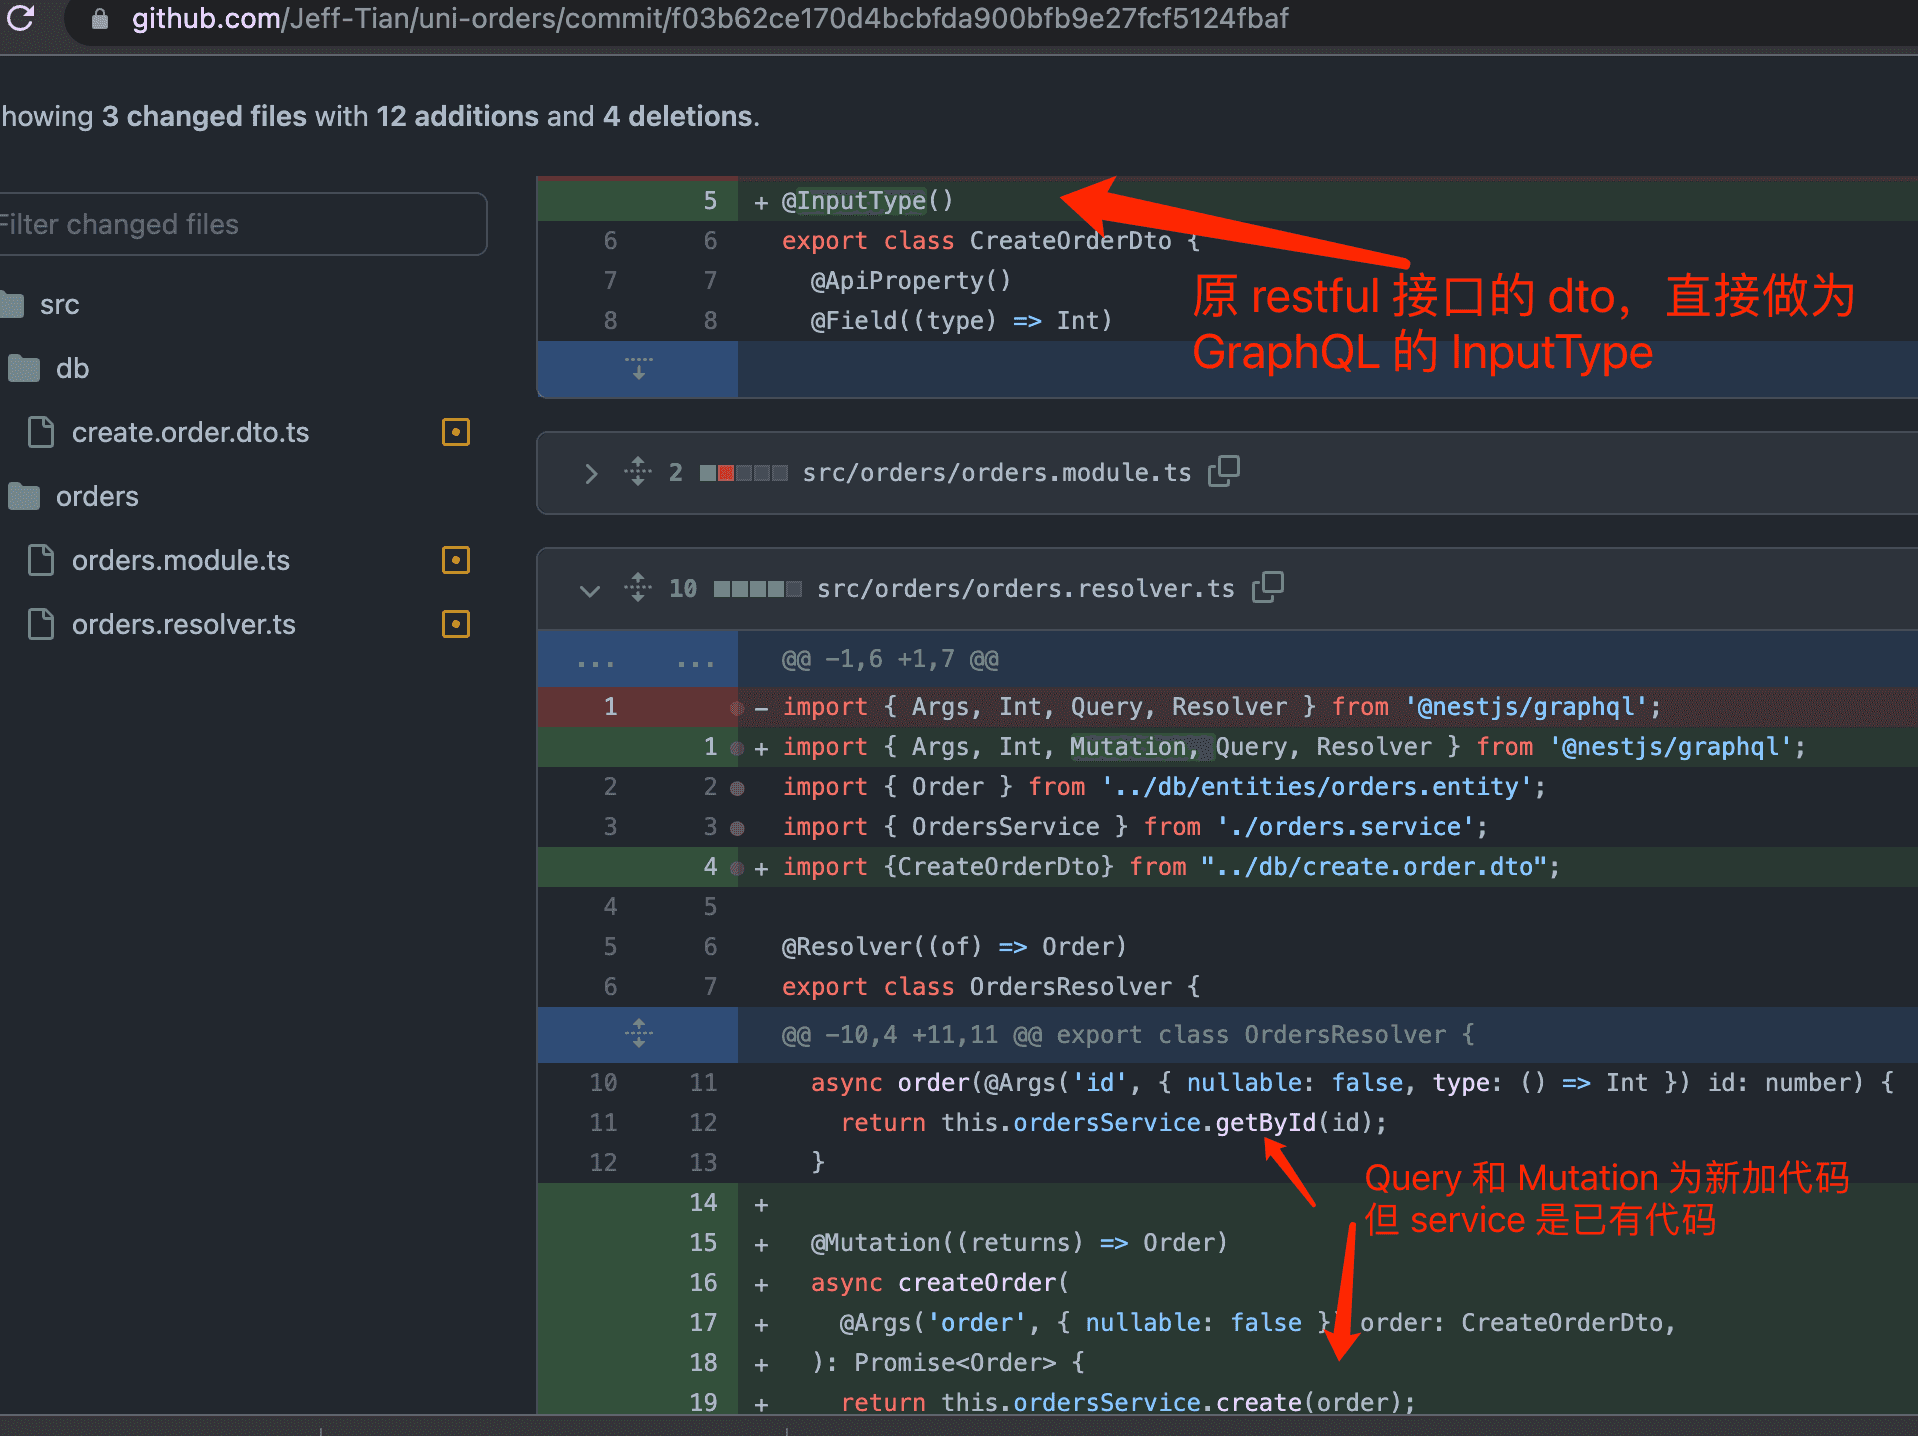 github.com/Jeff-Tian/uni-orders/commit/f03b62ce170d4bcbfda900bfb9e27fcf5124fbaf
howing 3 changed files with 12 additions and 4 deletions.
Filter changed files
src
db
create.order.dto.ts
orders
orders.module.ts
orders.resolver.ts
5 + @InputType()
6 6 export class CreateOrderDto {
7 7 @ApiProperty()
8 8 @Field((type) => Int)
原 restful 接口的 dto，直接做为
GraphQL 的 InputType
2 src/orders/orders.module.ts
10 src/orders/orders.resolver.ts
... ... @@ -1,6 +1,7 @@
1 - import { Args, Int, Query, Resolver } from '@nestjs/graphql';
1 + import { Args, Int, Mutation, Query, Resolver } from '@nestjs/graphql';
2 2 import { Order } from '../db/entities/orders.entity';
3 3 import { OrdersService } from './orders.service';
4 + import {CreateOrderDto} from "../db/create.order.dto";
4 5
5 6 @Resolver((of) => Order)
6 7 export class OrdersResolver {
@@ -10,4 +11,11 @@ export class OrdersResolver {
10 11 async order(@Args('id', { nullable: false, type: () => Int }) id: number) {
11 12 return this.ordersService.getById(id);
12 13 }
Query 和 Mutation 为新加代码
但 service 是已有代码
14 +
15 + @Mutation((returns) => Order)
16 + async createOrder(
17 + @Args('order', { nullable: false }) order: CreateOrderDto,
18 + ): Promise<Order> {
19 + return this.ordersService.create(order);